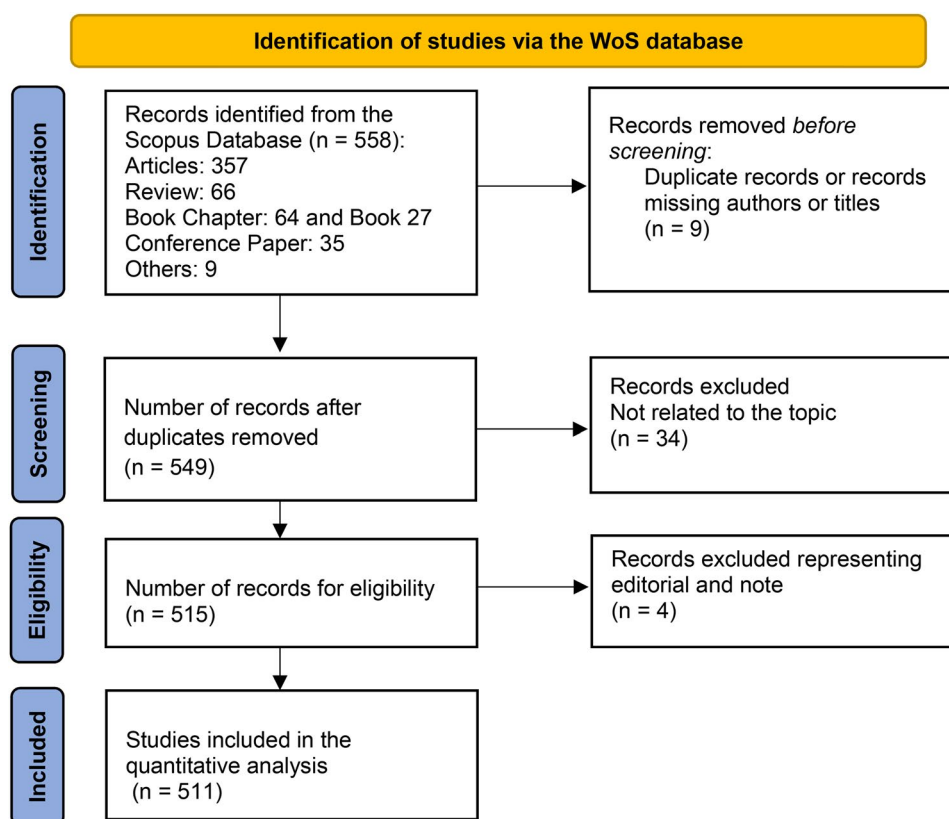 Identification of studies via the WoS database
Identification
Records identified from the
Scopus Database (n = 558):
Articles: 357
Review: 66
Book Chapter: 64 and Book 27
Conference Paper: 35
Others: 9
Records removed before
screening:
Duplicate records or records
missing authors or titles
(n = 9)
Screening
Number of records after
duplicates removed
(n = 549)
Records excluded
Not related to the topic
(n = 34)
Eligibility
Number of records for eligibility
(n = 515)
Records excluded representing
editorial and note
(n = 4)
Included
Studies included in the
quantitative analysis
(n = 511)